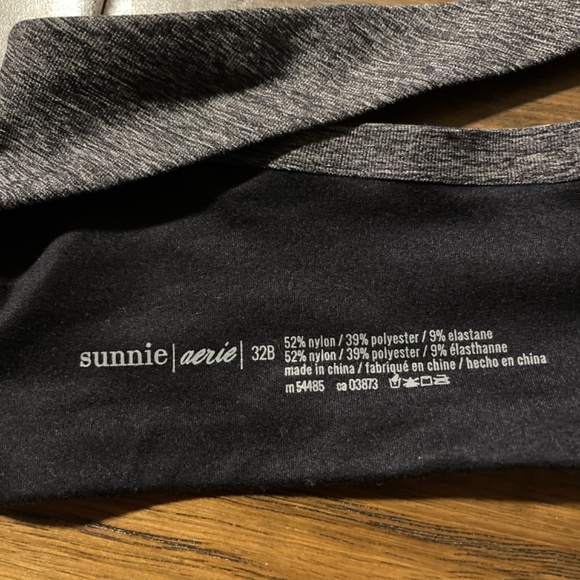 sunnie | aerie | 32B
52% nylon / 39% polyester / 9% elastane
52% nylon / 39% polyester / 9% élasthanne
made in china / fabriqué en chine / hecho en china
m 54485 ca 03873